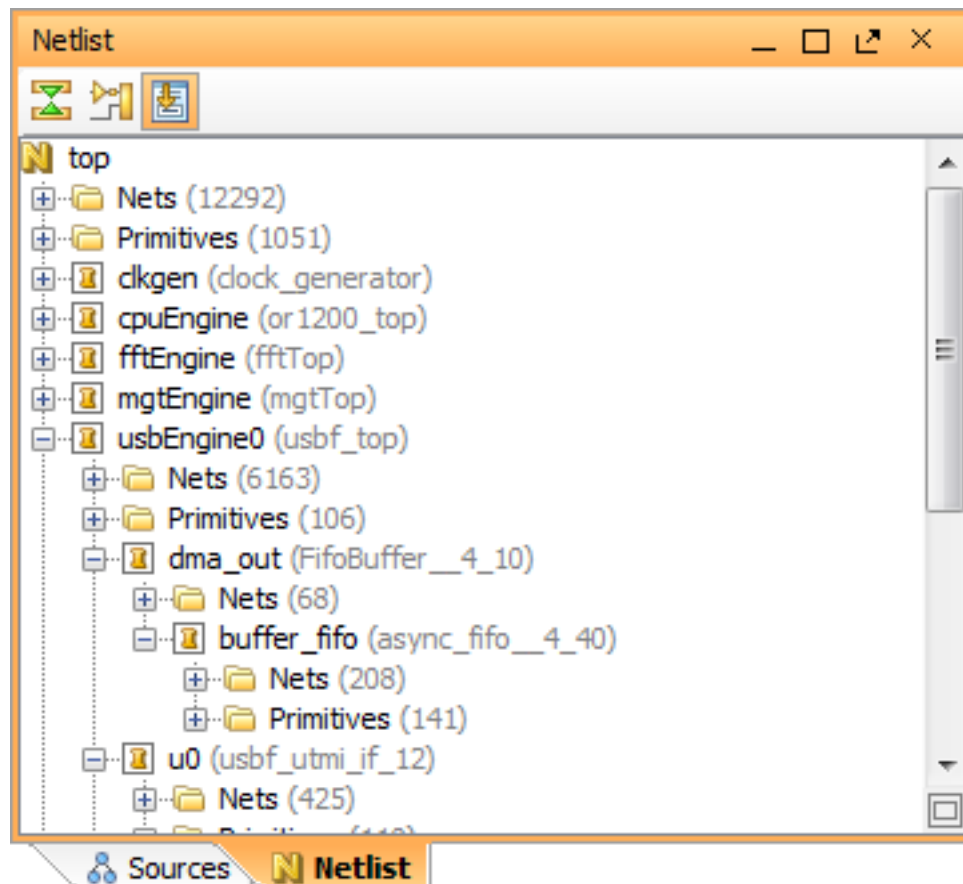 Netlist
top
Nets (12292)
Primitives (1051)
clkgen (clock_generator)
cpuEngine (or1200_top)
fftEngine (fftTop)
mgtEngine (mgtTop)
usbEngine0 (usbf_top)
Nets (6163)
Primitives (106)
dma_out (FifoBuffer__4_10)
Nets (68)
buffer_fifo (async_fifo__4_40)
Nets (208)
Primitives (141)
u0 (usbf_utmi_if_12)
Nets (425)
Sources Netlist